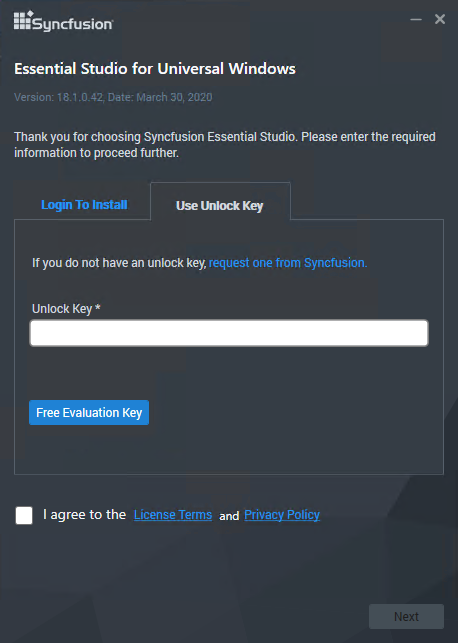 Syncfusion
Essential Studio for Universal Windows
Version: 18.1.0.42, Date: March 30, 2020
Thank you for choosing Syncfusion Essential Studio. Please enter the required
information to proceed further.
Login To Install
Use Unlock Key
If you do not have an unlock key, request one from Syncfusion.
Unlock Key *
Free Evaluation Key
I agree to the License Terms and Privacy Policy
Next